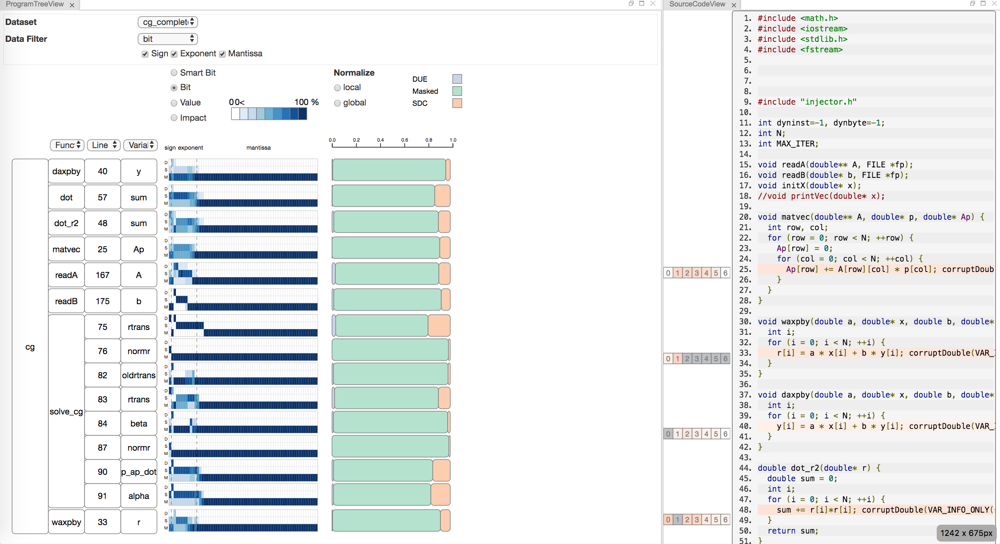 ProgramTreeView
Dataset
cg_complet
Data Filter
bit
Sign Exponent Mantissa
Smart Bit
Bit
Value
Impact
0 0< 100 %
Normalize
local
global
DUE
Masked
SDC
Func Line Varia
sign exponent mantissa
0.0 0.2 0.4 0.6 0.8 1.0
cg
daxpby 40 y
D
S
M
dot 57 sum
D
S
M
dot_r2 48 sum
D
S
M
matvec 25 Ap
D
S
M
readA 167 A
D
S
M
readB 175 b
D
S
M
solve_cg
75 rtrans
D
S
M
76 normr
D
S
M
82 oldrtrans
D
S
M
83 rtrans
D
S
M
84 beta
D
S
M
87 normr
D
S
M
90 p_ap_dot
D
S
M
91 alpha
D
S
M
waxpby 33 r
D
S
M
SourceCodeView
0 1 2 3 4 5 6
0 1 2 3 4 5 6
0 1 2 3 4 5 6
0 1 2 3 4 5 6
1. #include <math.h>
2. #include <iostream>
3. #include <stdlib.h>
4. #include <fstream>
5.
6.
7.
8.
9. #include "injector.h"
10.
11. int dyninst=-1, dynbyte=-1;
12. int N;
13. int MAX_ITER;
14.
15. void readA(double** A, FILE *fp);
16. void readB(double* b, FILE *fp);
17. void initX(double* x);
18. //void printVec(double* x);
19.
20. void matvec(double** A, double* p, double* Ap) {
21. int row, col;
22. for (row = 0; row < N; ++row) {
23. Ap[row] = 0;
24. for (col = 0; col < N; ++col) {
25. Ap[row] += A[row][col] * p[col]; corruptDoub
26. }
27. }
28. }
29.
30. void waxpby(double a, double* x, double b, double*
31. int i;
32. for (i = 0; i < N; ++i) {
33. r[i] = a * x[i] + b * y[i]; corruptDouble(VAR_
34. }
35. }
36.
37. void daxpby(double a, double* x, double b, double*
38. int i;
39. for (i = 0; i < N; ++i) {
40. y[i] = a * x[i] + b * y[i]; corruptDouble(VAR_
41. }
42. }
43.
44. double dot_r2(double* r) {
45. double sum = 0;
46. int i;
47. for (i = 0; i < N; ++i) {
48. sum += r[i]*r[i]; corruptDouble(VAR_INFO_ONLY(
49. }
50. return sum;
51. }
1242 x 675px